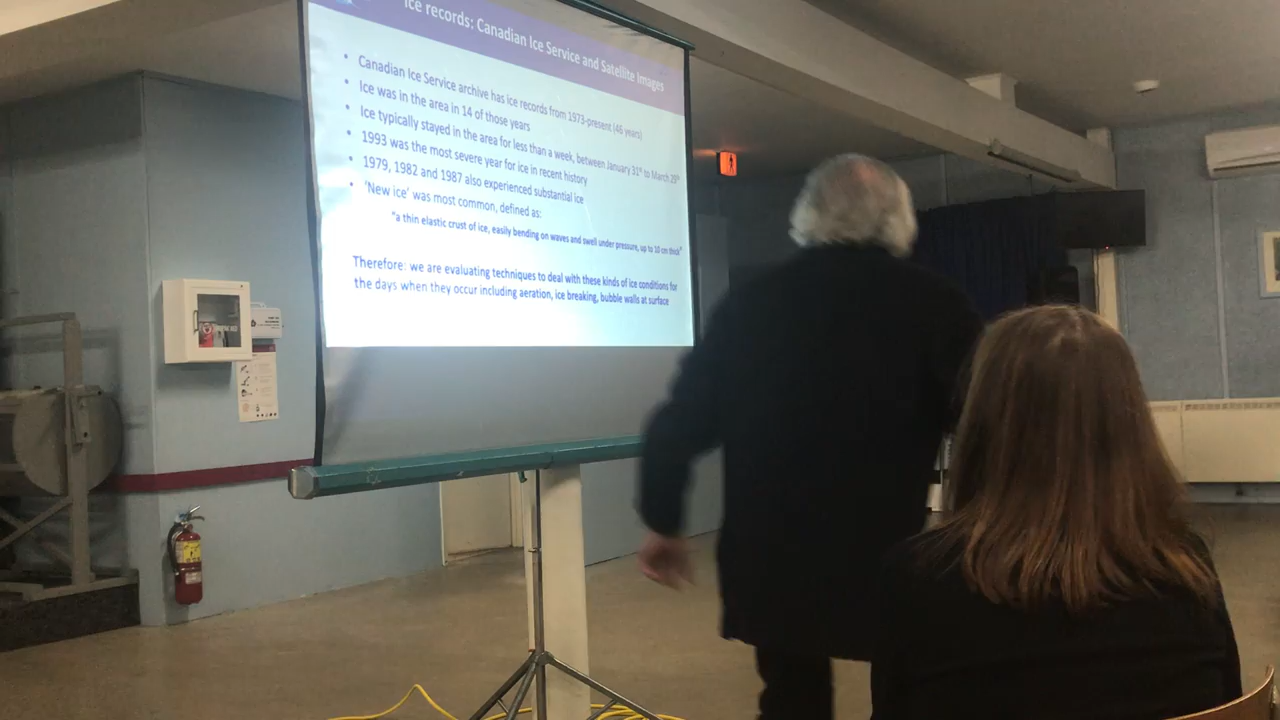 Ice records: Canadian Ice Service and Satellite Images
• Canadian Ice Service archive has ice records from 1973-present (46 years)
• Ice was in the area in 14 of those years
• Ice typically stayed in the area for less than a week, between January 31st to March 29th
• 1993 was the most severe year for ice in recent history
• 1979, 1982 and 1987 also experienced substantial ice
• 'New ice' was most common, defined as:
"a thin elastic crust of ice, easily bending on waves and swell under pressure, up to 10 cm thick"
Therefore: we are evaluating techniques to deal with these kinds of ice conditions for
the days when they occur including aeration, ice breaking, bubble walls at surface